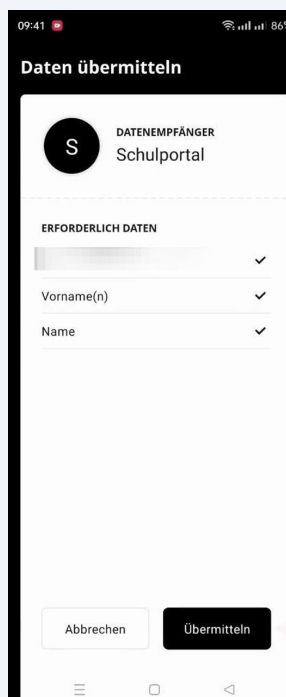 09:41
86%
Daten übermitteln
S
DATENEMPFÄNGER
Schulportal
ERFORDERLICH DATEN
Vorname(n)
Name
Abbrechen
Übermitteln